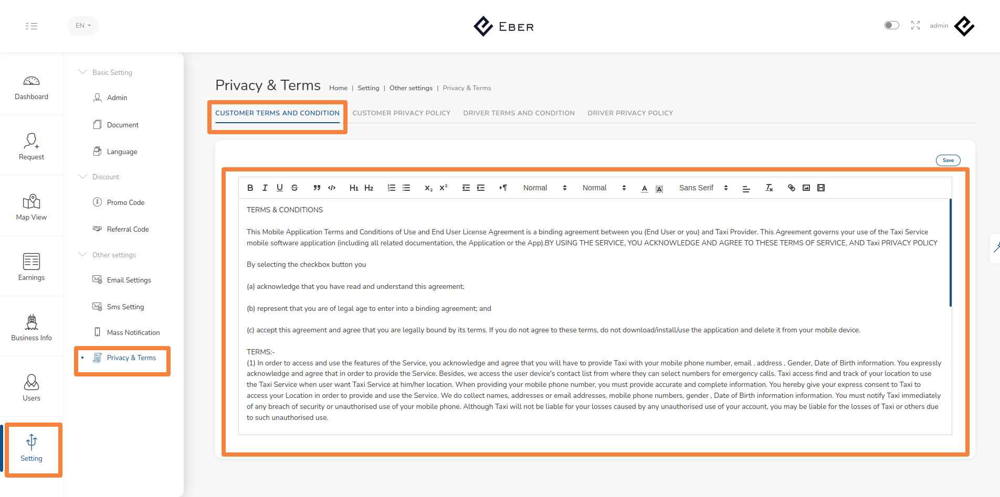 EN
EBER
admin
Dashboard
Request
Map View
Earnings
Business Info
Users
Setting
Basic Setting
Admin
Document
Language
Discount
Promo Code
Referral Code
Other settings
Email Settings
Sms Setting
Mass Notification
Privacy & Terms
Privacy & Terms Home | Setting | Other settings | Privacy & Terms
CUSTOMER TERMS AND CONDITION CUSTOMER PRIVACY POLICY DRIVER TERMS AND CONDITION DRIVER PRIVACY POLICY
Save
B I U S H1 H2 X2 X2 Normal Normal A A Sans Serif Tx
TERMS & CONDITIONS
This Mobile Application Terms and Conditions of Use and End User License Agreement is a binding agreement between you (End User or you) and Taxi Provider. This Agreement governs your use of the Taxi Service
mobile software application (including all related documentation, the Application or the App).BY USING THE SERVICE, YOU ACKNOWLEDGE AND AGREE TO THESE TERMS OF SERVICE, AND Taxi PRIVACY POLICY
By selecting the checkbox button you
(a) acknowledge that you have read and understand this agreement;
(b) represent that you are of legal age to enter into a binding agreement; and
(c) accept this agreement and agree that you are legally bound by its terms. If you do not agree to these terms, do not download/install/use the application and delete it from your mobile device.
TERMS:-
(1) In order to access and use the features of the Service, you acknowledge and agree that you will have to provide Taxi with your mobile phone number, email , address , Gender, Date of Birth information. You expressly
acknowledge and agree that in order to provide the Service. Besides, we access the user device's contact list from where they can select numbers for emergency calls. Taxi access find and track of your location to use
the Taxi Service when user want Taxi Service at him/her location. When providing your mobile phone number, you must provide accurate and complete information. You hereby give your express consent to Taxi to
access your Location in order to provide and use the Service. We do collect names, addresses or email addresses, mobile phone numbers, gender , Date of Birth information information. You must notify Taxi immediately
of any breach of security or unauthorised use of your mobile phone. Although Taxi will not be liable for your losses caused by any unauthorised use of your account, you may be liable for the losses of Taxi or others due
to such unauthorised use.